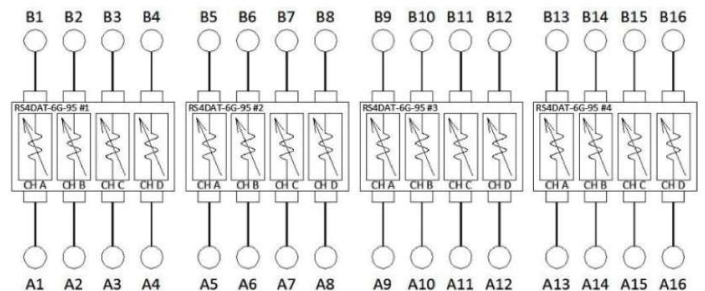 B1 B2 B3 B4 B5 B6 B7 B8 B9 B10 B11 B12 B13 B14 B15 B16
RS4DAT-6G-95 #1 RS4DAT-6G-95 #2 RS4DAT-6G-95 #3 RS4DAT-6G-95 #4
CH A CH B CH C CH D CH A CH B CH C CH D CH A CH B CH C CH D CH A CH B CH C CH D
A1 A2 A3 A4 A5 A6 A7 A8 A9 A10 A11 A12 A13 A14 A15 A16